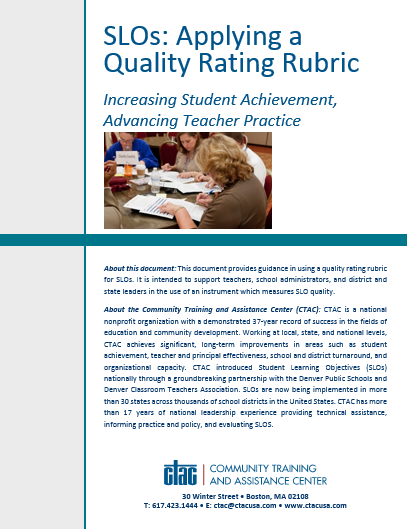 SLOs: Applying a
Quality Rating Rubric
Increasing Student Achievement,
Advancing Teacher Practice
About this document: This document provides guidance in using a quality rating rubric
for SLOs. It is intended to support teachers, school administrators, and district and
state leaders in the use of an instrument which measures SLO quality.
About the Community Training and Assistance Center (CTAC): CTAC is a national
nonprofit organization with a demonstrated 37-year record of success in the fields of
education and community development. Working at local, state, and national levels,
CTAC achieves significant, long-term improvements in areas such as student
achievement, teacher and principal effectiveness, school and district turnaround, and
organizational capacity. CTAC introduced Student Learning Objectives (SLOs)
nationally through a groundbreaking partnership with the Denver Public Schools and
Denver Classroom Teachers Association. SLOs are now being implemented in more
than 30 states across thousands of school districts in the United States. CTAC has more
than 17 years of national leadership experience providing technical assistance,
informing practice and policy, and evaluating SLOS.
ctac COMMUNITY TRAINING
AND ASSISTANCE CENTER
30 Winter Street • Boston, MA 02108
T: 617.423.1444 • E: ctac@ctacusa.com • www.ctacusa.com